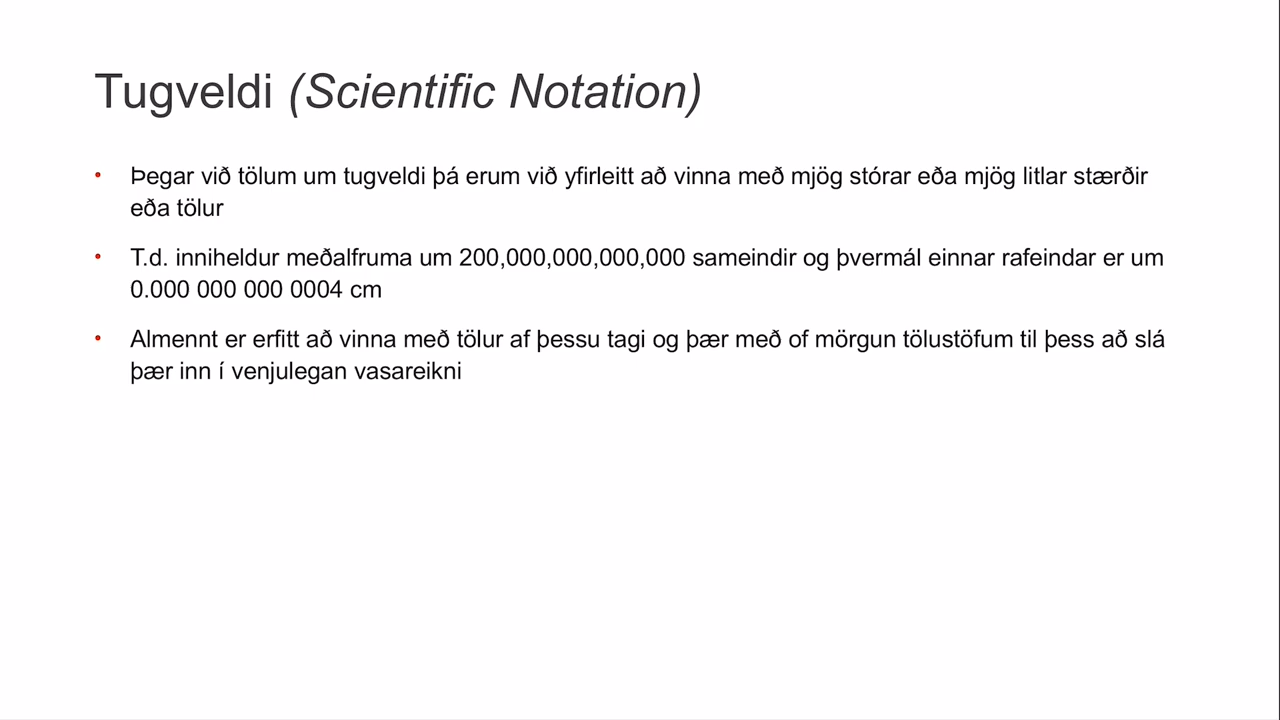 Tugveldi (Scientific Notation)
• Þegar við tölum um tugveldi þá erum við yfirleitt að vinna með mjög stórar eða mjög litlar stærðir
eða tölur
• T.d. inniheldur meðalfruma um 200,000,000,000,000 sameindir og þvermál einnar rafeindar er um
0.000 000 000 0004 cm
• Almennt er erfitt að vinna með tölur af þessu tagi og þær með of mörgun tölustöfum til þess að slá
þær inn í venjulegan vasareikni